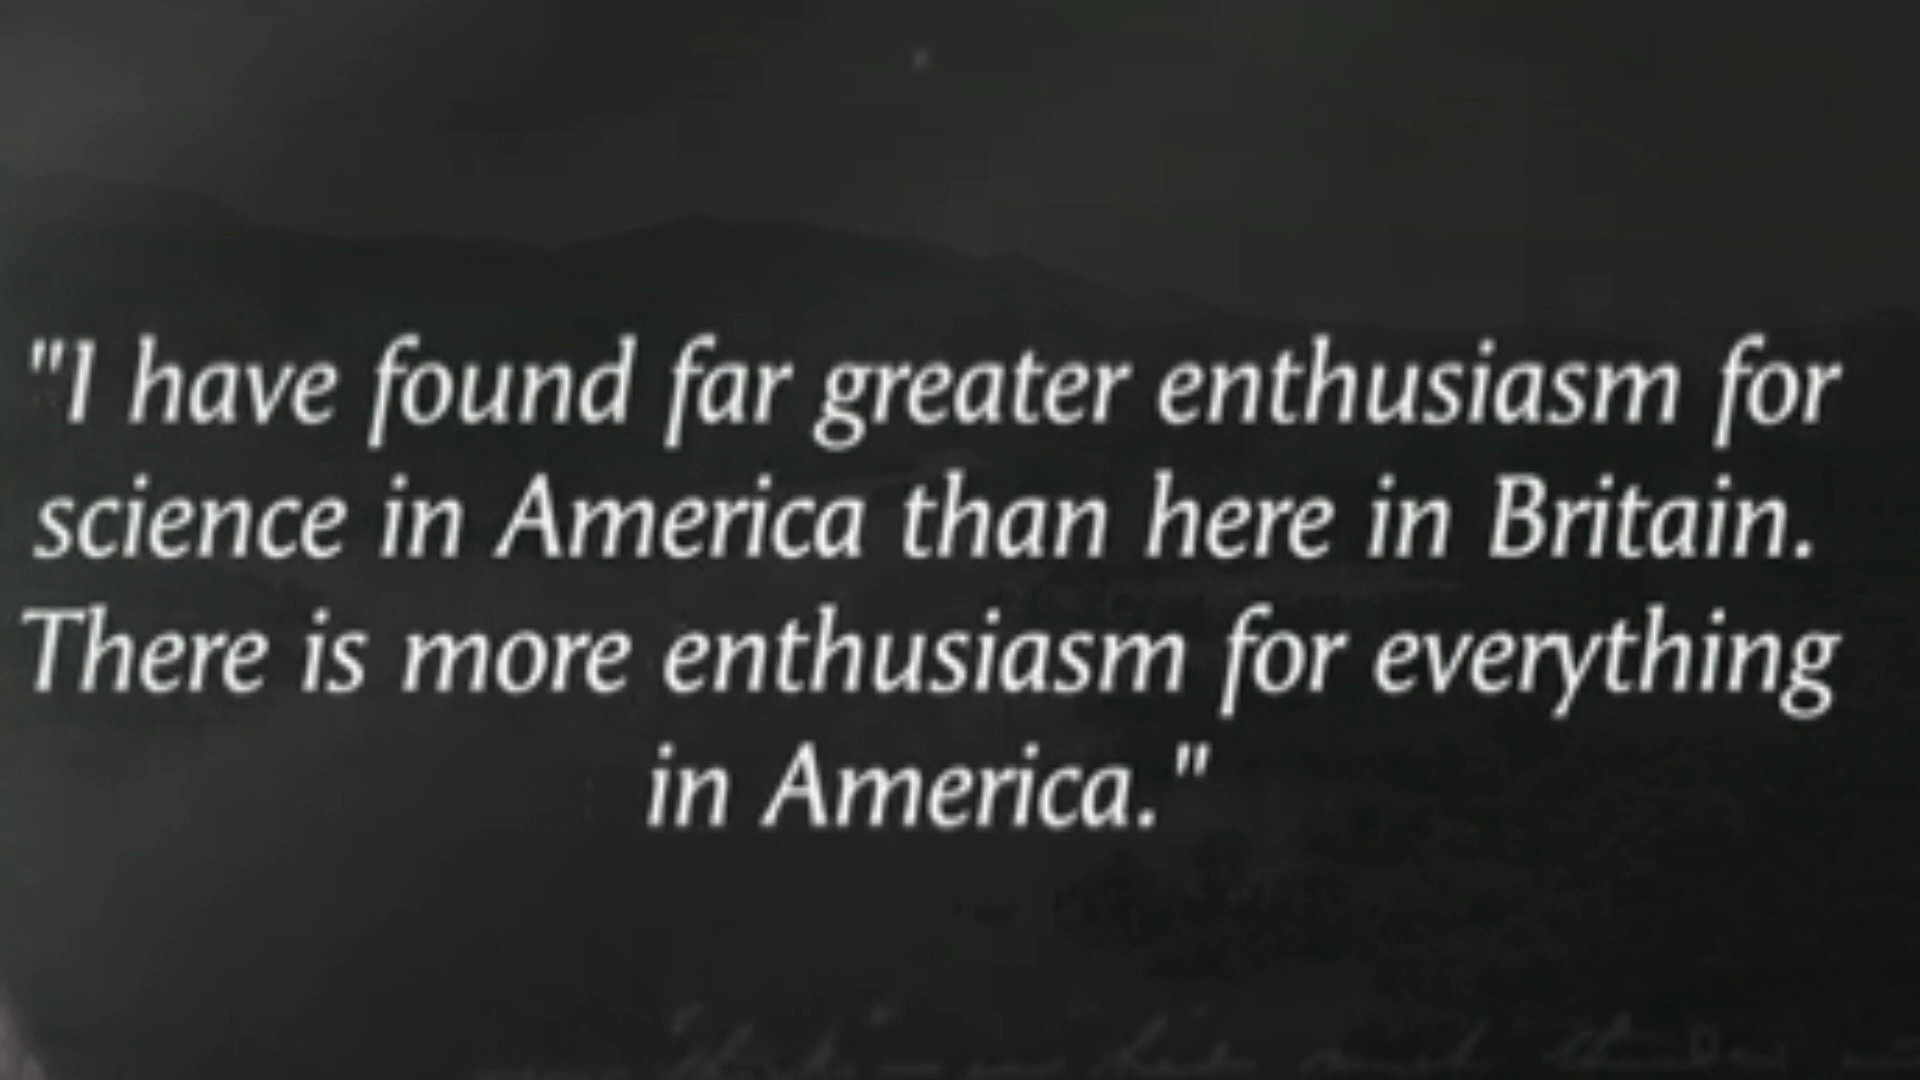 "I have found far greater enthusiasm for
science in America than here in Britain.
There is more enthusiasm for everything
in America."